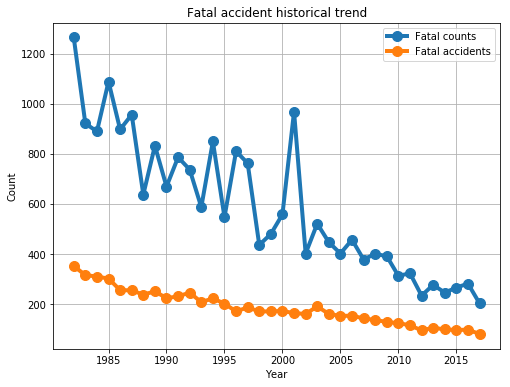 Fatal accident historical trend
Fatal counts
Fatal accidents
1200
1000
800
600
400
200
Count
1985
1990
1995
2000
2005
2010
2015
Year